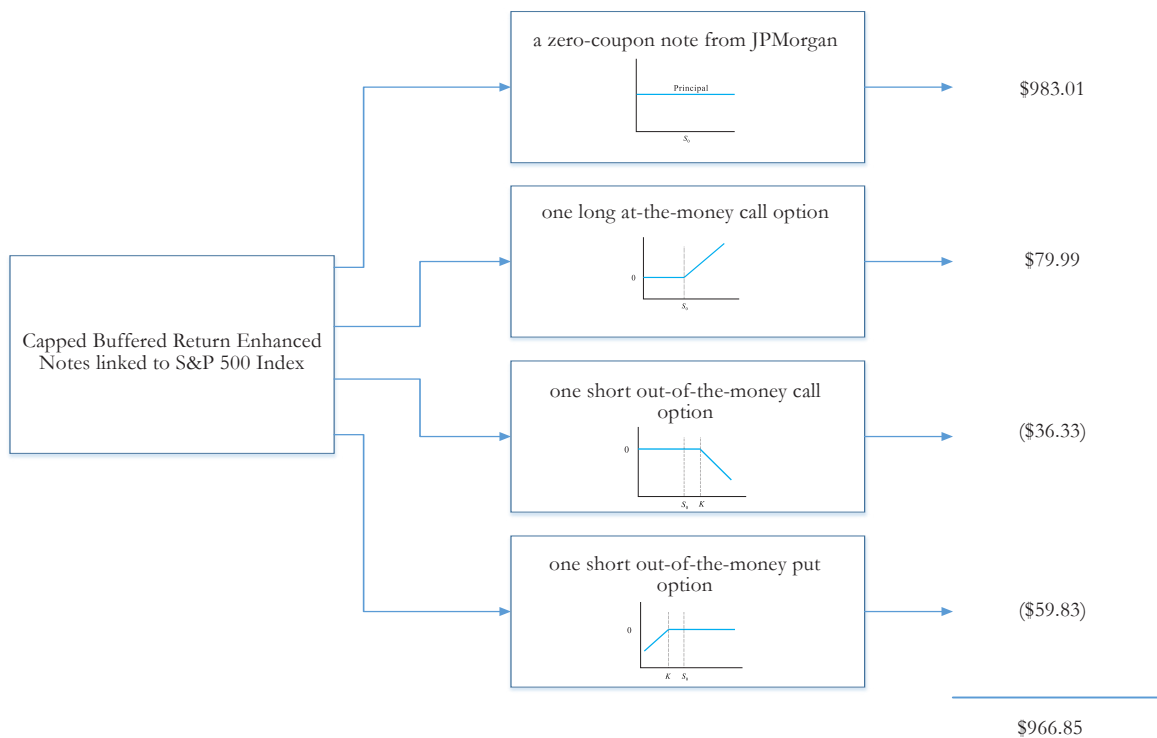 a zero-coupon note from JPMorgan
Principal
S₀
$983.01
one long at-the-money call option
0
S₀
$79.99
Capped Buffered Return Enhanced
Notes linked to S&P 500 Index
one short out-of-the-money call
option
0
S₀ K
($36.33)
one short out-of-the-money put
option
0
K S₀
($59.83)
$966.85